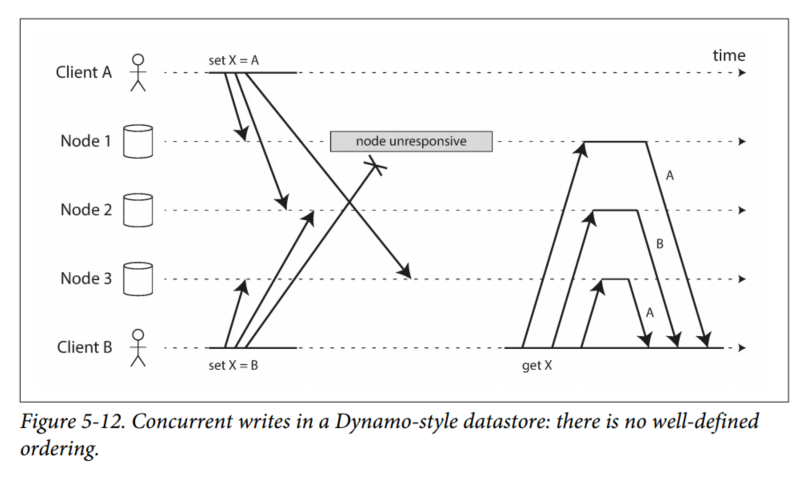 set X = A
time
Client A
Node 1
node unresponsive
A
Node 2
B
Node 3
A
Client B
set X = B
get X
Figure 5-12. Concurrent writes in a Dynamo-style datastore: there is no well-defined
ordering.